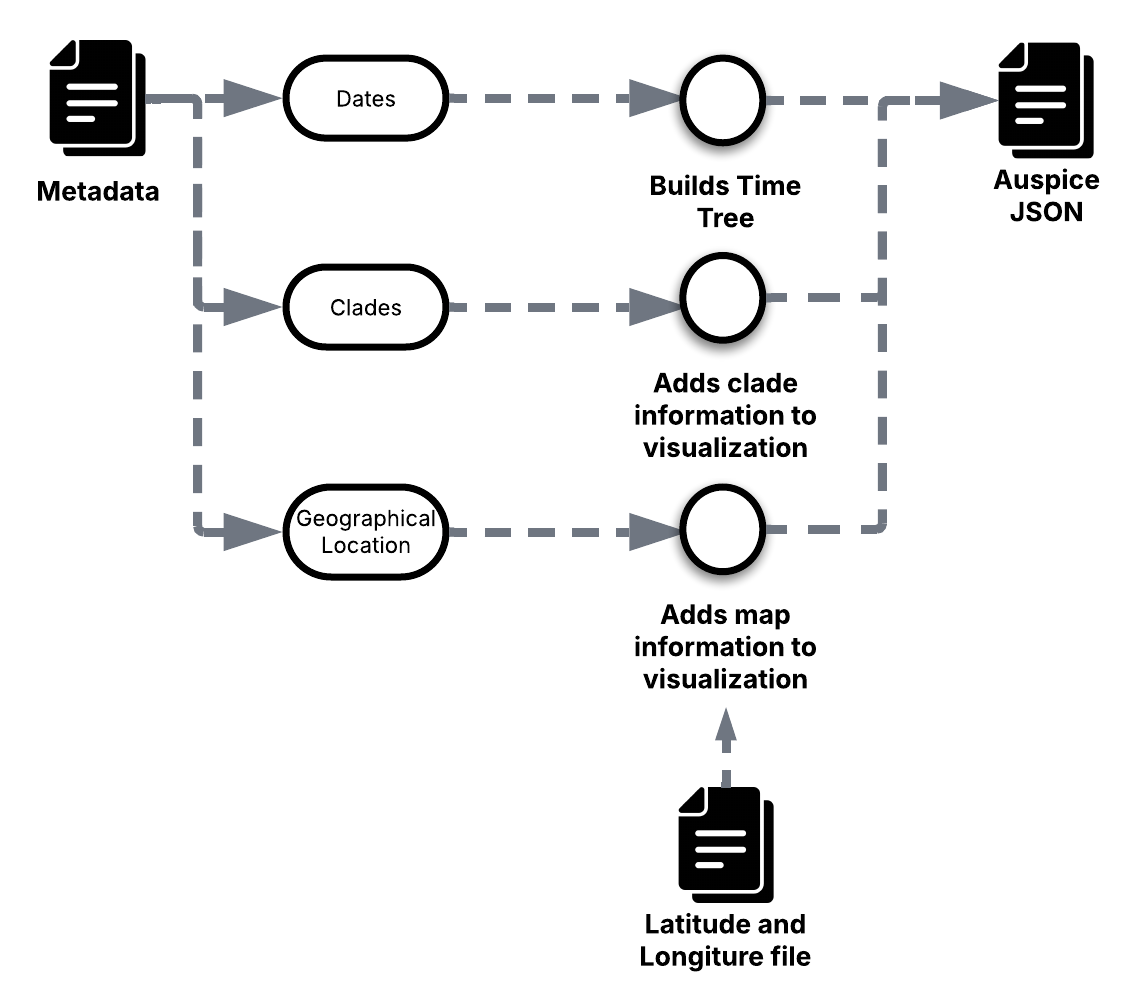 Dates
Metadata
Builds Time
Tree
Auspice
JSON
Clades
Adds clade
information to
visualization
Geographical
Location
Adds map
information to
visualization
Latitude and
Longiture file